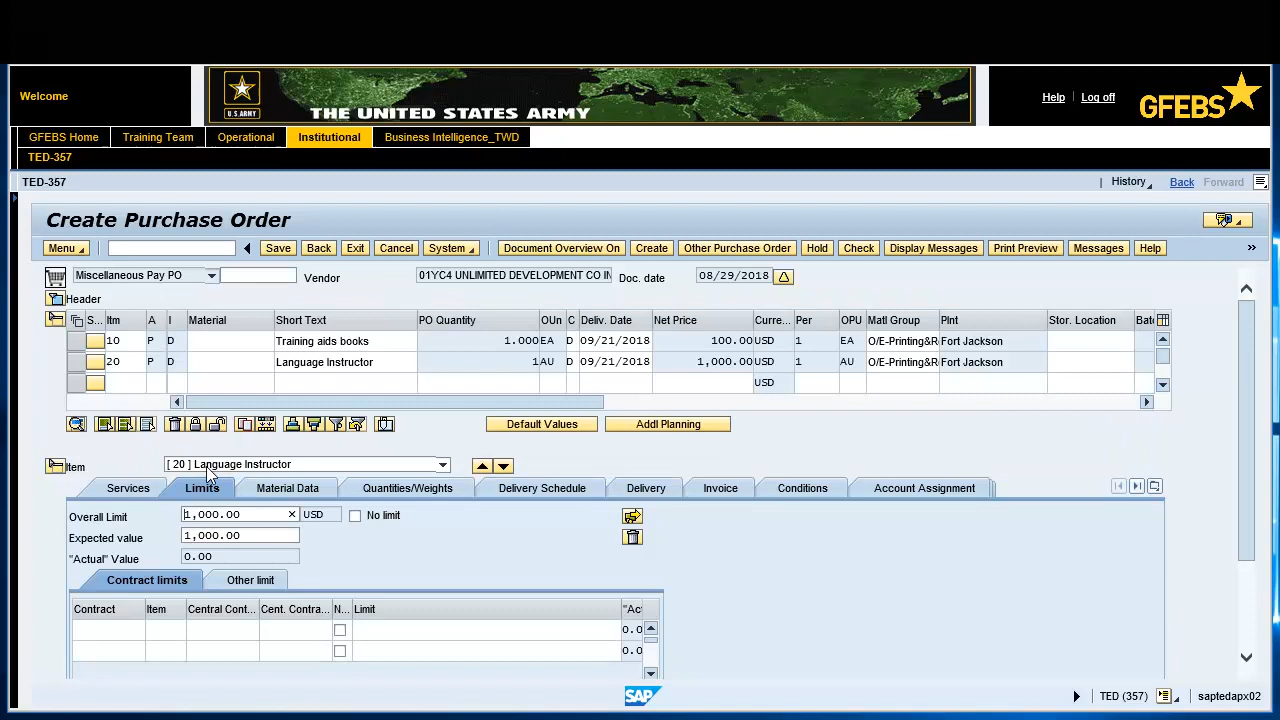 Welcome
U.S.ARMY
THE UNITED STATES ARMY
Help Log off
GFEBS
GFEBS Home Training Team Operational Institutional Business Intelligence_TWD
TED-357
TED-357 History Back Forward
Create Purchase Order
Menu Save Back Exit Cancel System Document Overview On Create Other Purchase Order Hold Check Display Messages Print Preview Messages Help
Miscellaneous Pay PO Vendor 01YC4 UNLIMITED DEVELOPMENT CO IN Doc. date 08/29/2018
Header
S... Itm A I Material Short Text PO Quantity OUn C Deliv. Date Net Price Curre... Per OPU Matl Group Plnt Stor. Location Batc
10 P D Training aids books 1.000 EA D 09/21/2018 100.00 USD 1 EA O/E-Printing&R Fort Jackson
20 P D Language Instructor 1 AU D 09/21/2018 1,000.00 USD 1 AU O/E-Printing&R Fort Jackson
USD
Default Values Addl Planning
Item [ 20 ] Language Instructor
Services Limits Material Data Quantities/Weights Delivery Schedule Delivery Invoice Conditions Account Assignment
Overall Limit 1,000.00 USD No limit
Expected value 1,000.00
"Actual" Value 0.00
Contract limits Other limit
Contract Item Central Cont... Cent. Contra... N... Limit "Ac
0.0
0.0
SAP TED (357) saptedapx02